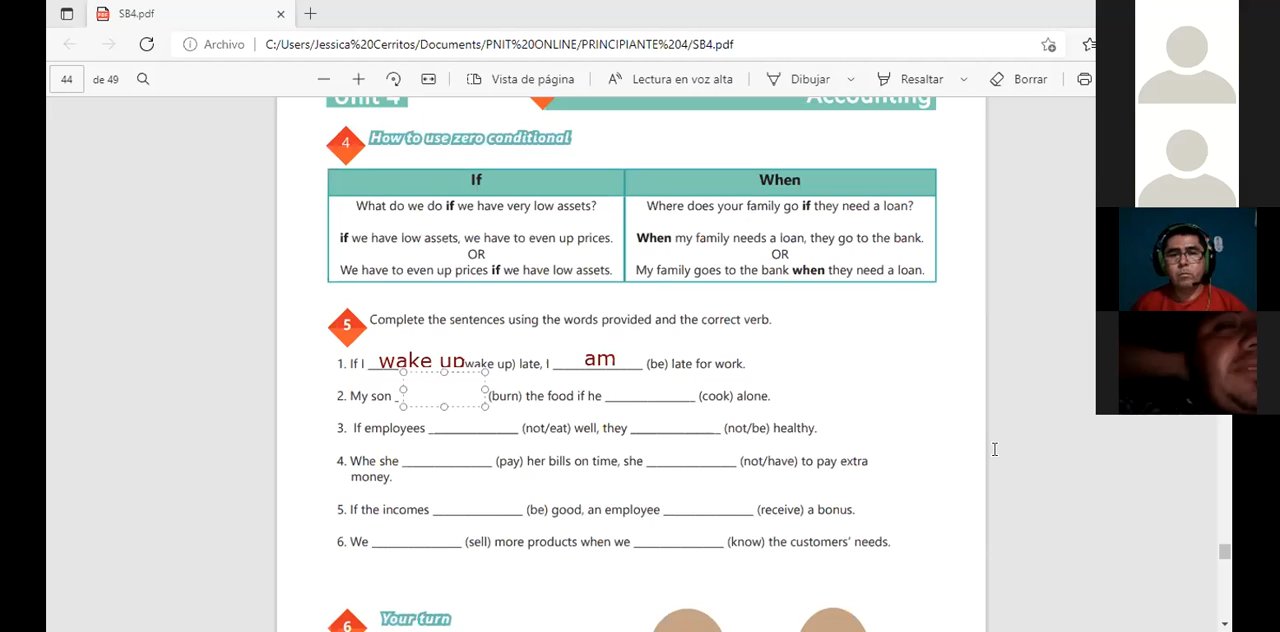 SB4.pdf
Archivo C:/Users/Jessica%20Cerritos/Documents/PNIT%20ONLINE/PRINCIPIANTE%204/SB4.pdf
44 de 49 Vista de página Lectura en voz alta Dibujar Resaltar Borrar
Unit 4 Accounting
4 How to use zero conditional
If When
What do we do if we have very low assets? Where does your family go if they need a loan?
if we have low assets, we have to even up prices. When my family needs a loan, they go to the bank.
OR OR
We have to even up prices if we have low assets. My family goes to the bank when they need a loan.
5 Complete the sentences using the words provided and the correct verb.
1. If I wake up wake up) late, I am (be) late for work.
2. My son _ (burn) the food if he ____________ (cook) alone.
3. If employees ____________ (not/eat) well, they ____________ (not/be) healthy.
4. Whe she ____________ (pay) her bills on time, she ____________ (not/have) to pay extra
money.
5. If the incomes ____________ (be) good, an employee ____________ (receive) a bonus.
6. We ____________ (sell) more products when we ____________ (know) the customers' needs.
6 Your turn